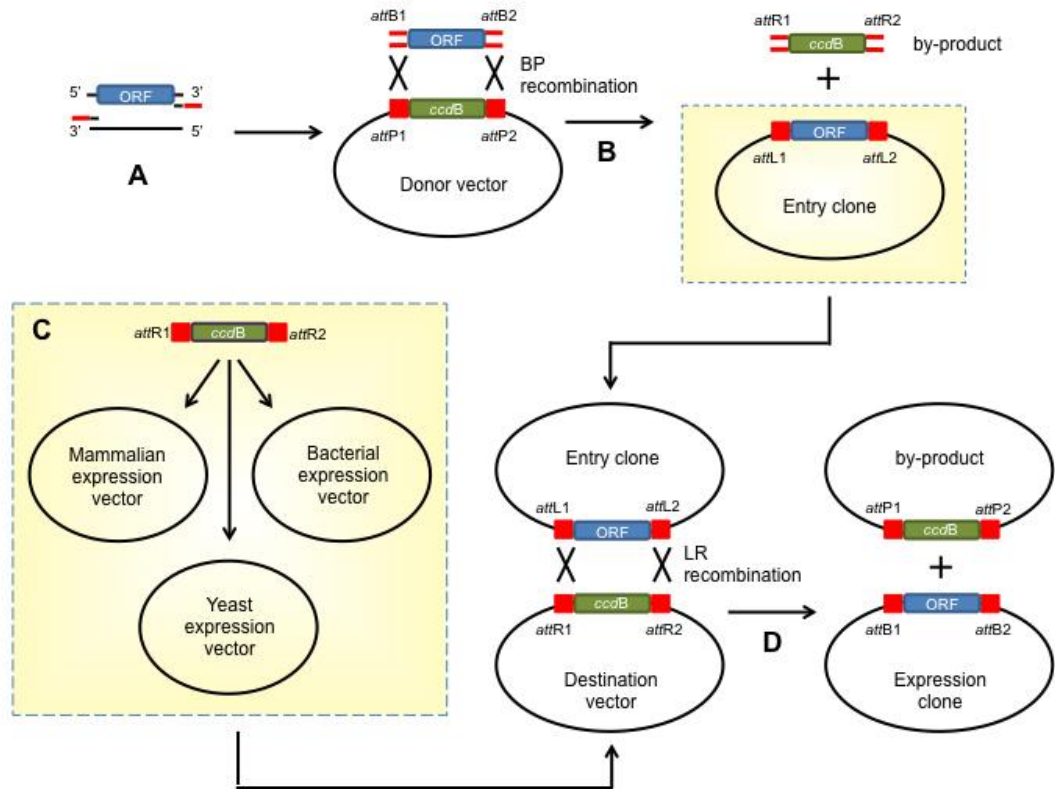 attB1 attB2
ORF
BP
recombination
ccdB
attP1 attP2
Donor vector
5' ORF 3'
3' 5'
A
B
attR1 attR2
ccdB by-product
+
ORF
attL1 attL2
Entry clone
C
attR1 ccdB attR2
Mammalian
expression
vector
Bacterial
expression
vector
Yeast
expression
vector
Entry clone
attL1 attL2
ORF
LR
recombination
ccdB
attR1 attR2
Destination
vector
D
by-product
attP1 attP2
ccdB
+
ORF
attB1 attB2
Expression
clone